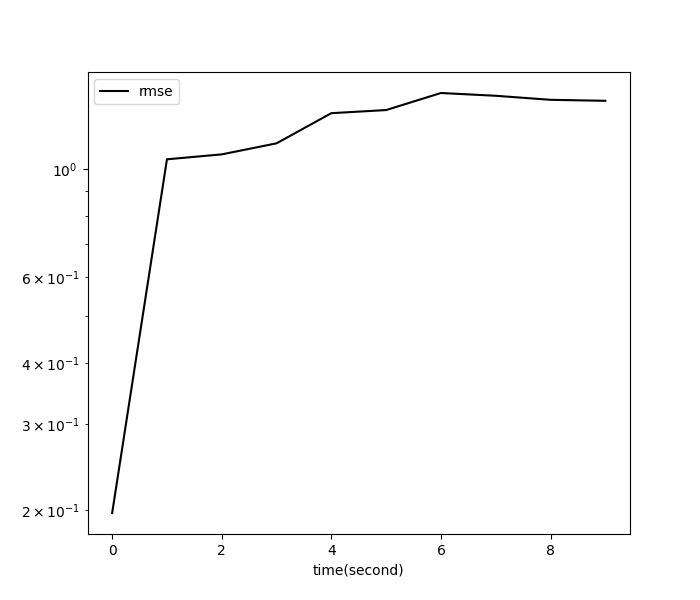 rmse
10⁰
6 × 10⁻¹
4 × 10⁻¹
3 × 10⁻¹
2 × 10⁻¹
0 2 4 6 8
time(second)